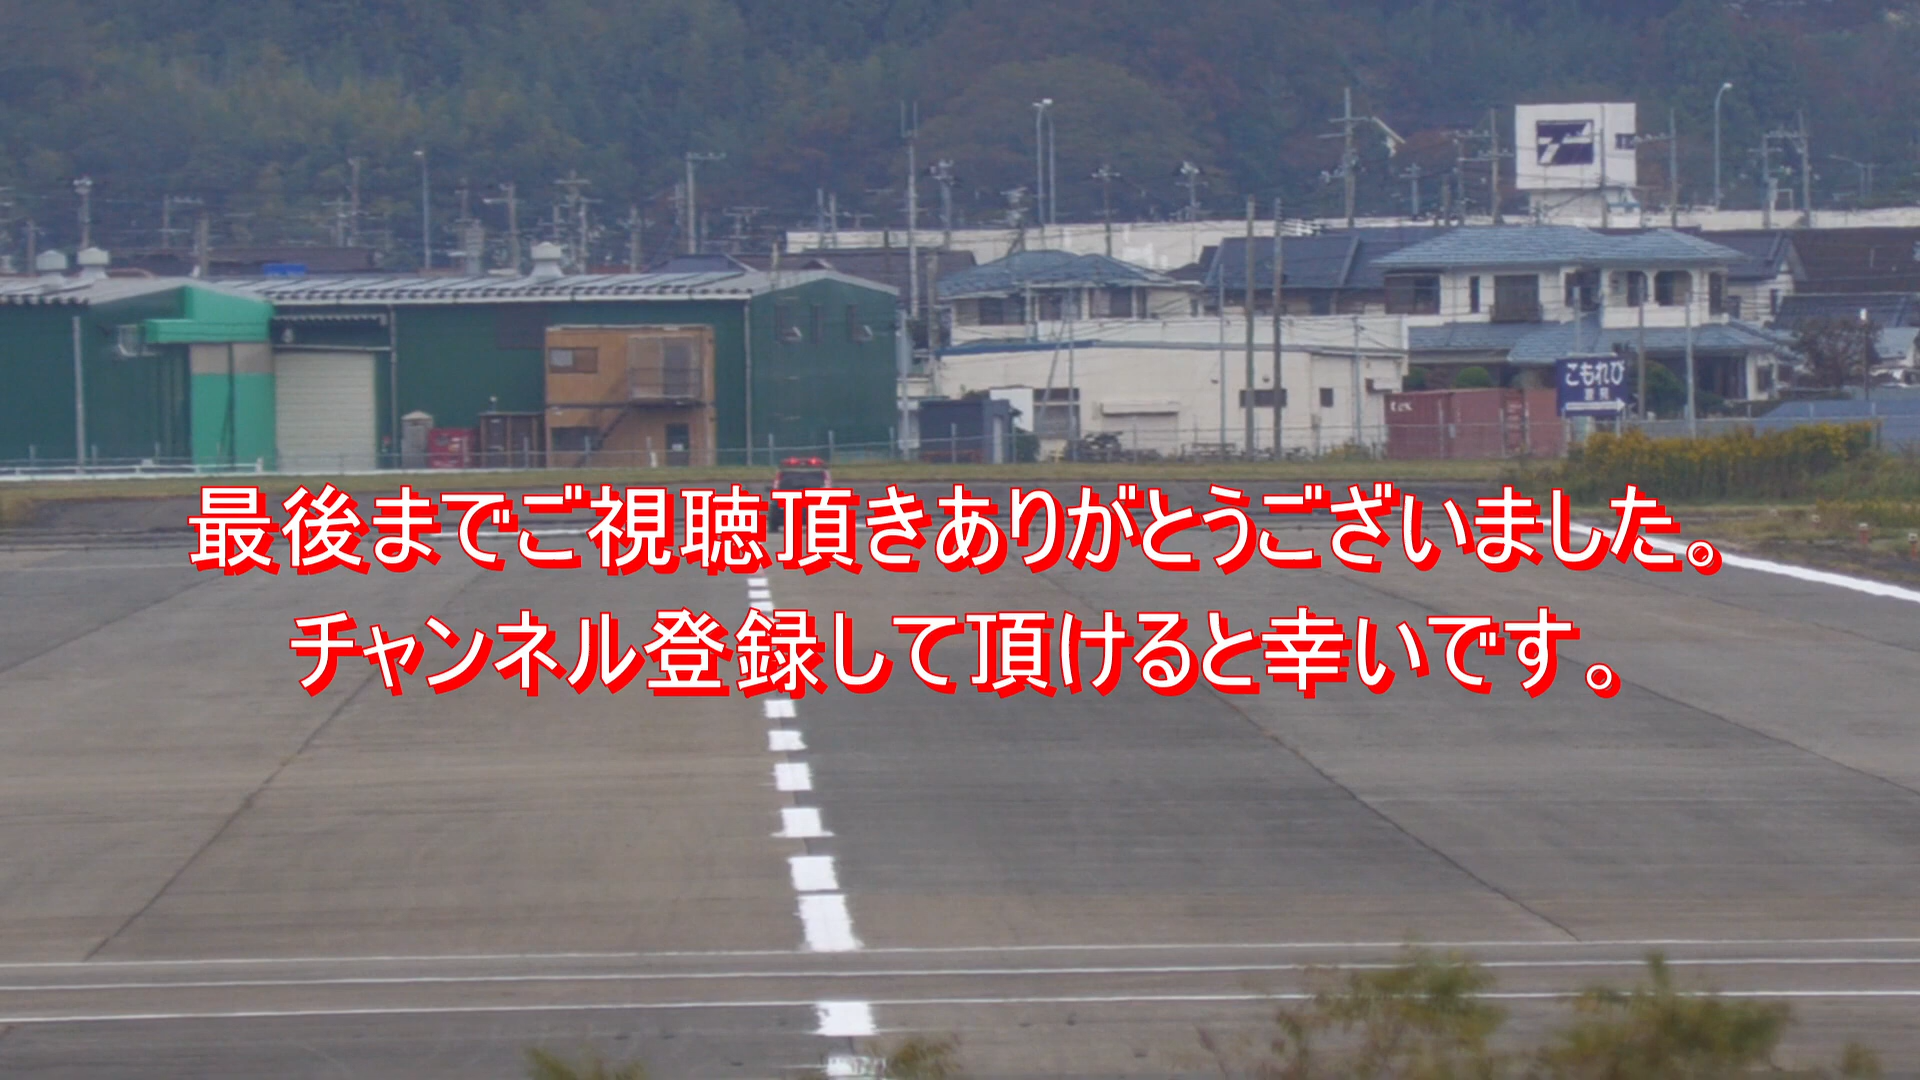 こもれび
最後までご視聴頂きありがとうございました。
チャンネル登録して頂けると幸いです。